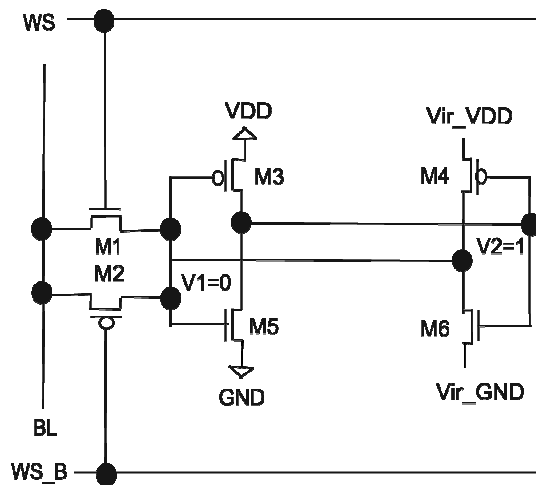 WS
VDD
Vir_VDD
M3
M4
M1
M2
V1=0
V2=1
M5
M6
GND
Vir_GND
BL
WS_B